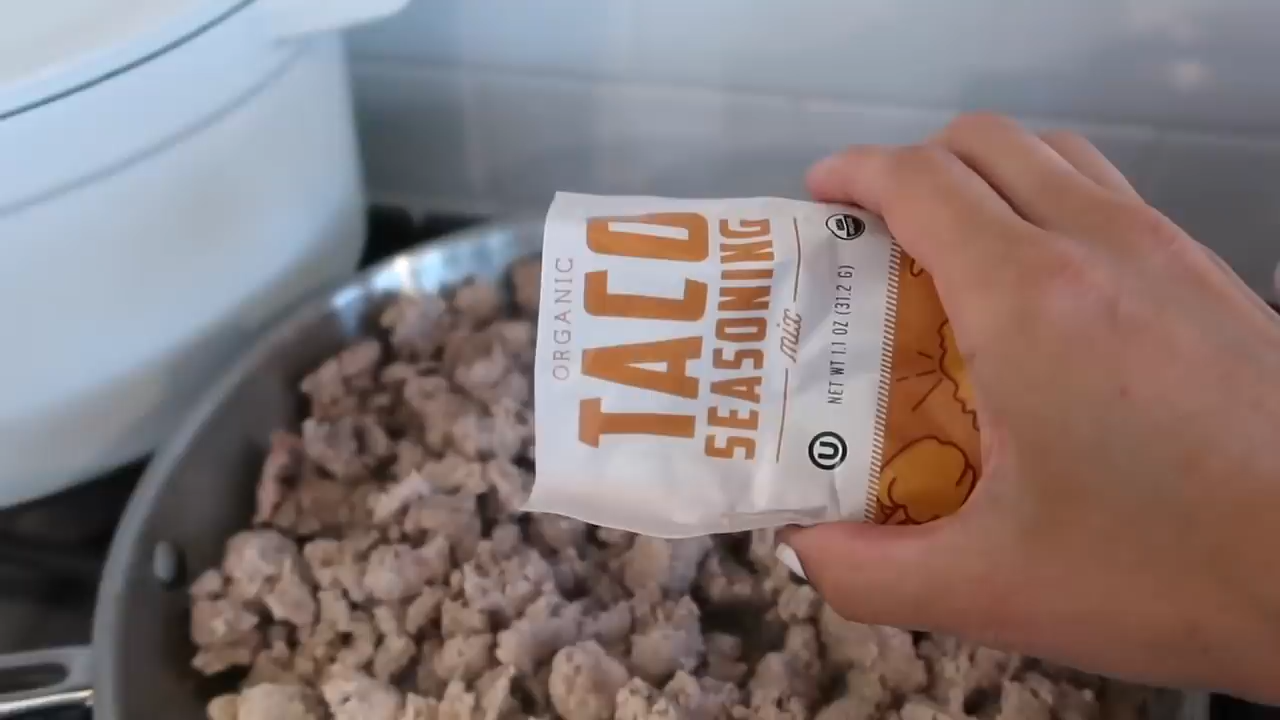 ORGANIC
TACO
SEASONING
mix
NET WT 1.1 OZ (31.2 G)
U